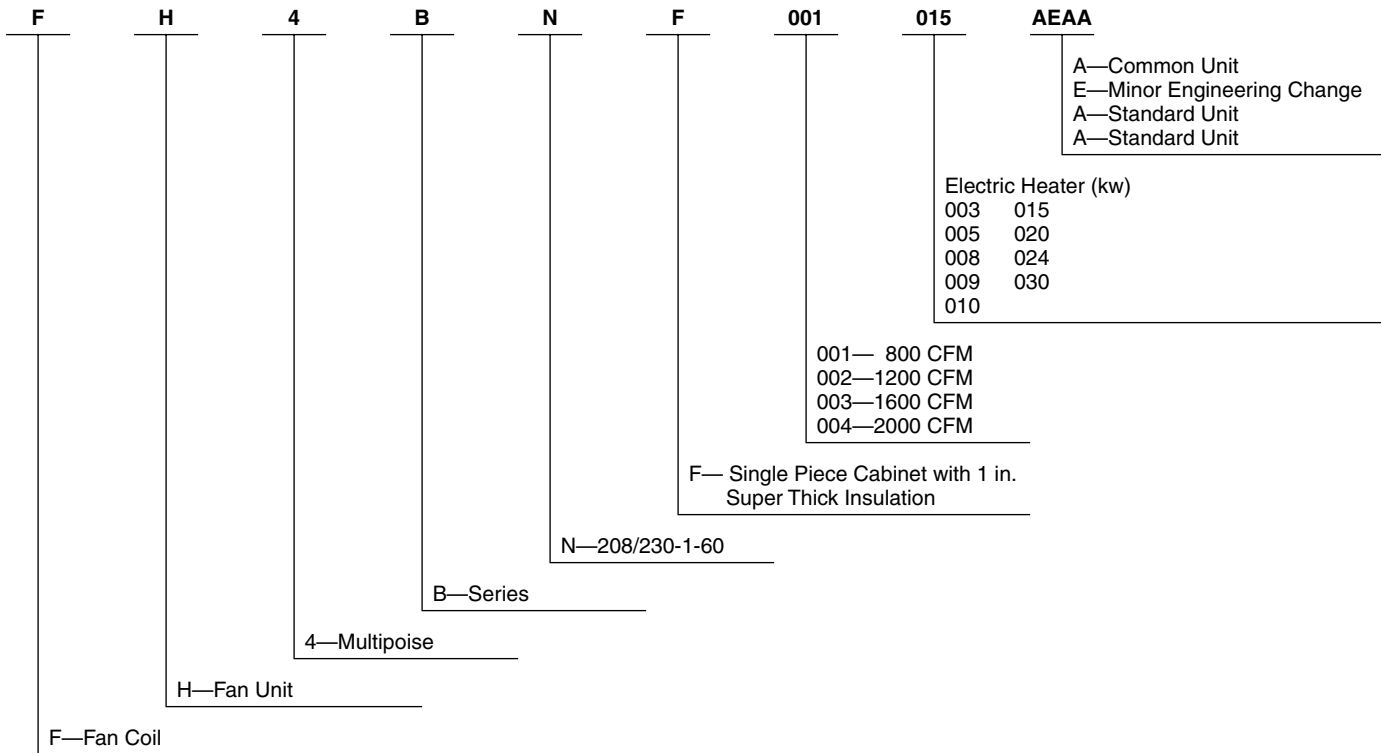 F H 4 B N F 001 015 AEAA
A—Common Unit
E—Minor Engineering Change
A—Standard Unit
A—Standard Unit
Electric Heater (kw)
003 015
005 020
008 024
009 030
010
001— 800 CFM
002—1200 CFM
003—1600 CFM
004—2000 CFM
F— Single Piece Cabinet with 1 in.
Super Thick Insulation
N—208/230-1-60
B—Series
4—Multipoise
H—Fan Unit
F—Fan Coil